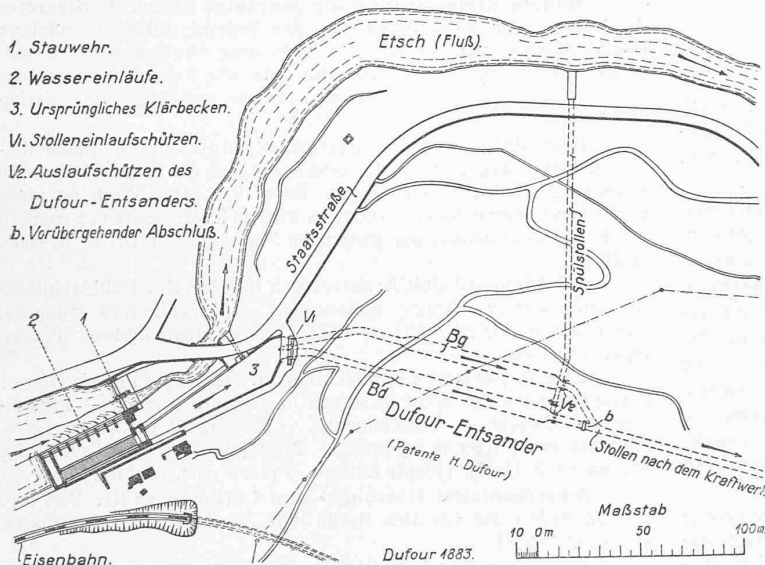 1. Stauwehr.
2. Wassereinläufe.
3. Ursprüngliches Klärbecken.
V1. Stolleneinlaufschützen.
V2. Auslaufschützen des
Dufour-Entsanders.
b. Vorübergehender Abschluß.
Etsch (Fluß).
Staatsstraße
Spülstollen
2
1
3
V1
Bg
Bd
V2
b
Dufour-Entsander
(Patente H. Dufour)
Stollen nach dem Kraftwerk.
Eisenbahn.
Dufour 1883.
Maßstab
10 0m. 50 100m.